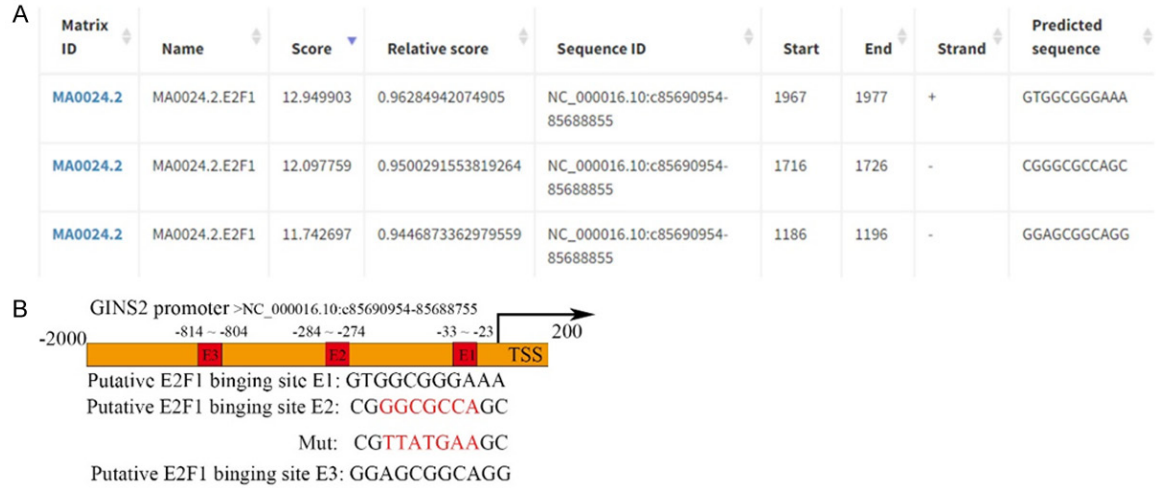 A
Matrix ID Name Score Relative score Sequence ID Start End Strand Predicted sequence
MA0024.2 MA0024.2.E2F1 12.949903 0.96284942074905 NC_000016.10:c85690954-85688855 1967 1977 + GTGGCGGGAAA
MA0024.2 MA0024.2.E2F1 12.097759 0.9500291553819264 NC_000016.10:c85690954-85688855 1716 1726 - CGGGCGCCAGC
MA0024.2 MA0024.2.E2F1 11.742697 0.9446873362979559 NC_000016.10:c85690954-85688855 1186 1196 - GGAGCGGCAGG
B
GINS2 promoter >NC_000016.10:c85690954-85688755
-2000 -814 ~ -804 -284 ~ -274 -33 ~ -23 200
E3 E2 E1 TSS
Putative E2F1 binging site E1: GTGGCGGGAAA
Putative E2F1 binging site E2: CGGGCGCCAGC
Mut: CGTTATGAAGC
Putative E2F1 binging site E3: GGAGCGGCAGG